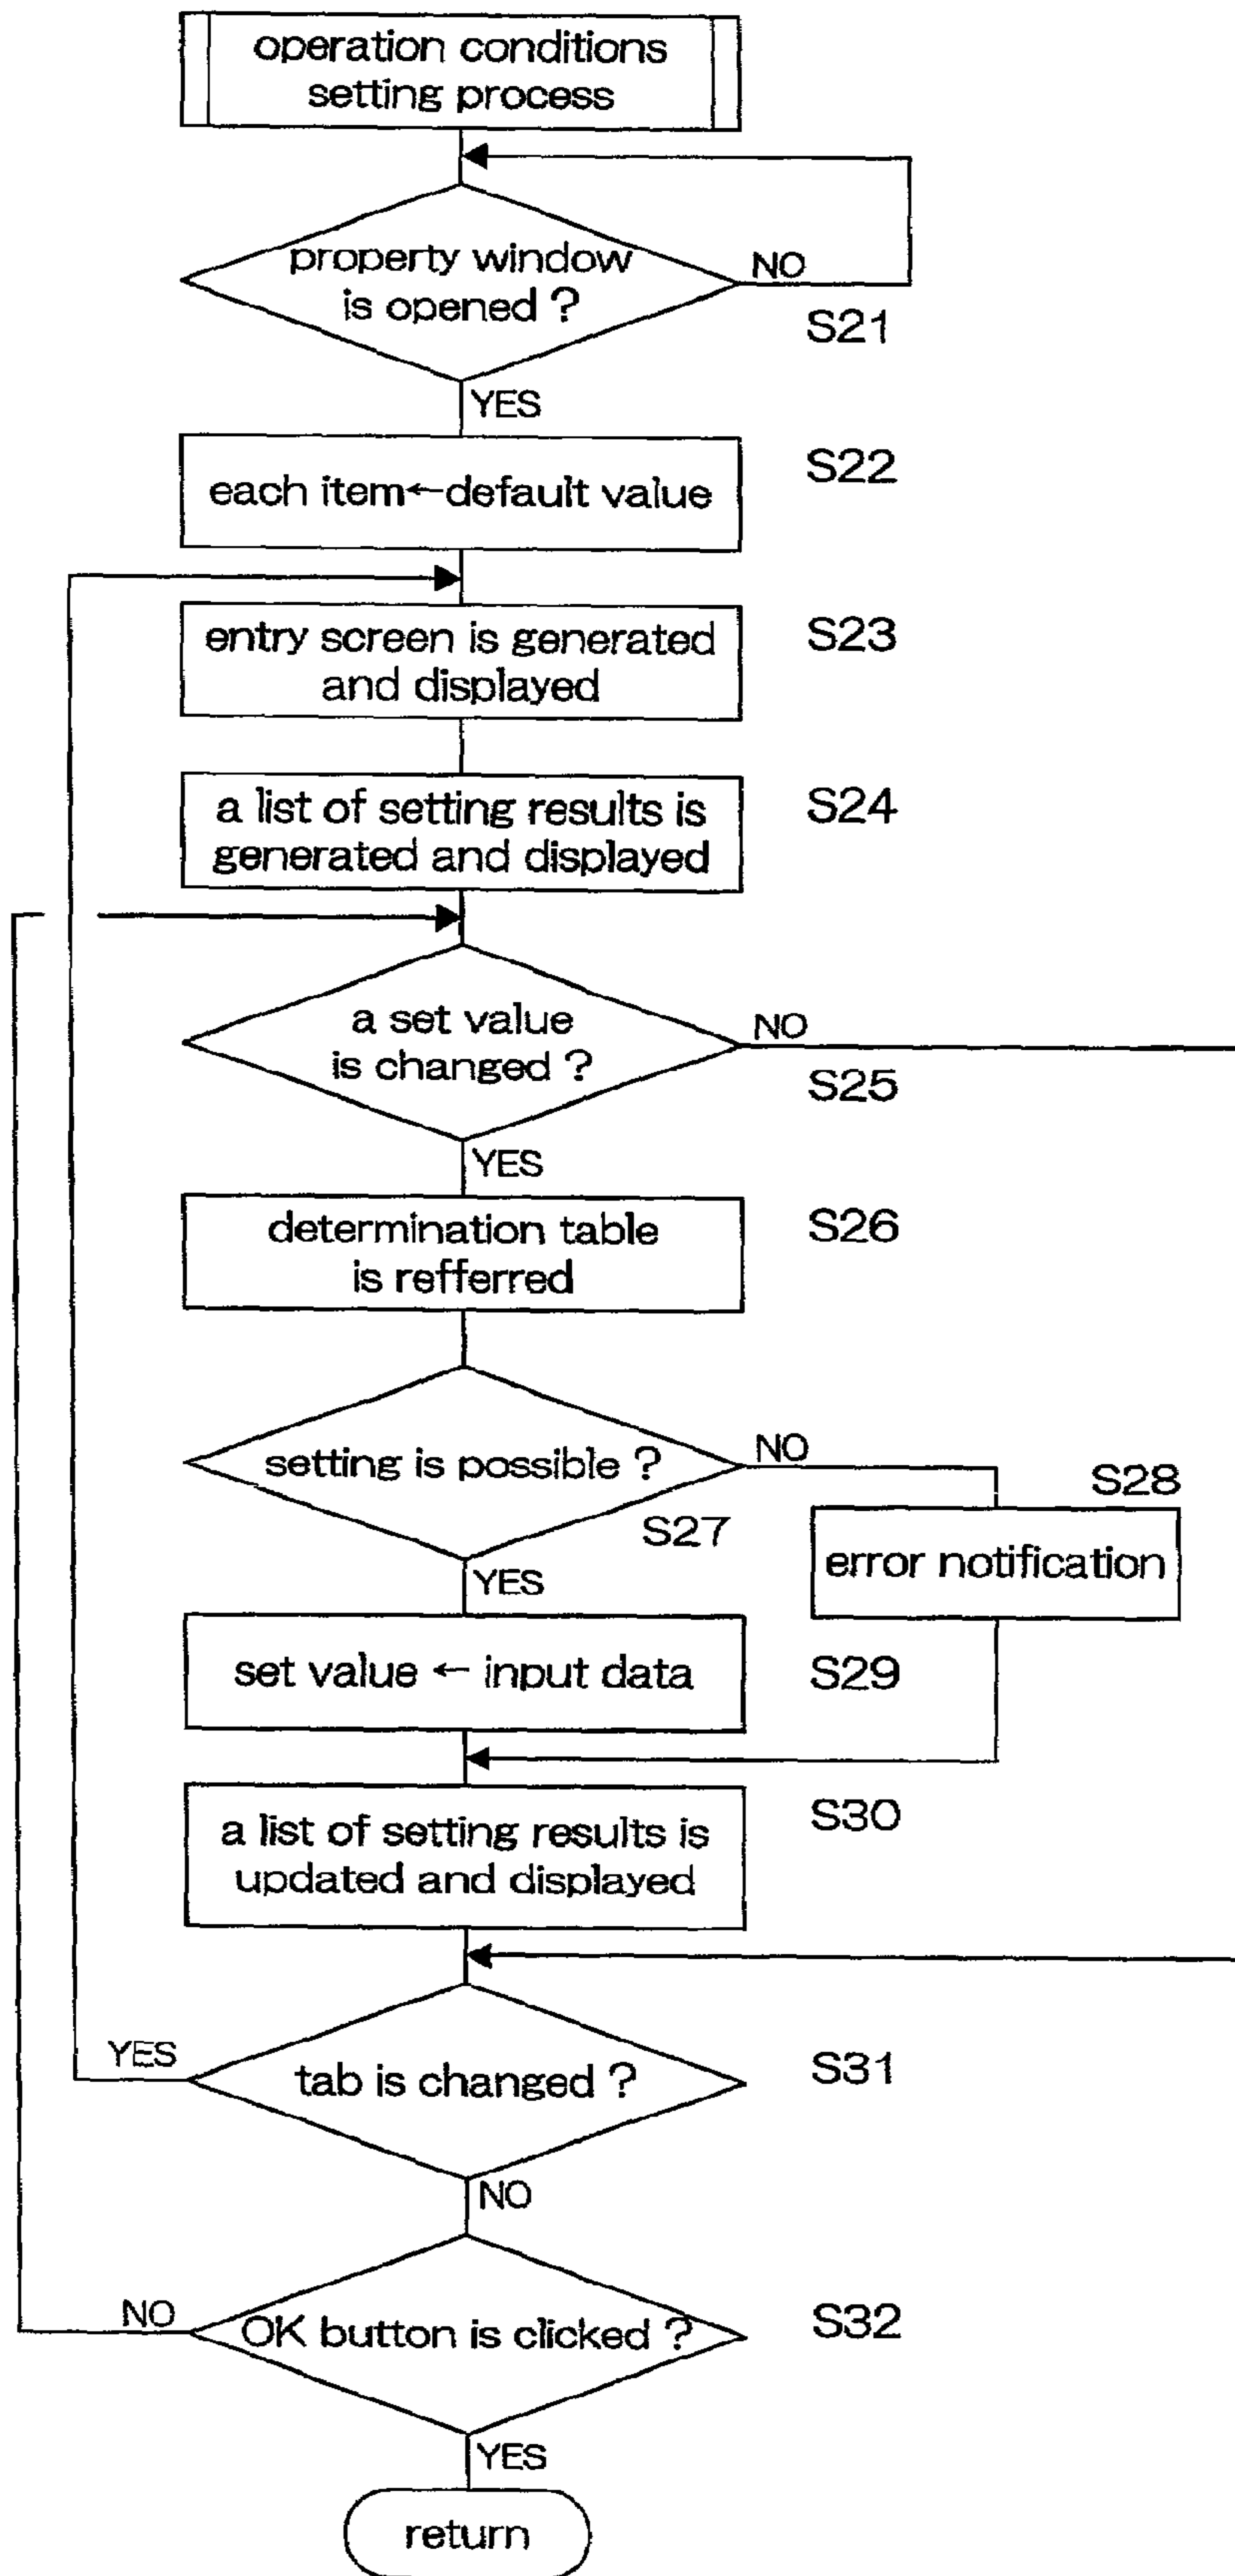 operation conditions
setting process
property window
is opened ?
NO
S21
YES
S22
each item←default value
S23
entry screen is generated
and displayed
S24
a list of setting results is
generated and displayed
a set value
is changed ?
NO
S25
YES
S26
determination table
is refferred
setting is possible ?
NO
S27
S28
error notification
YES
set value ← input data
S29
S30
a list of setting results is
updated and displayed
YES
tab is changed ?
S31
NO
NO
OK button is clicked ?
S32
YES
return